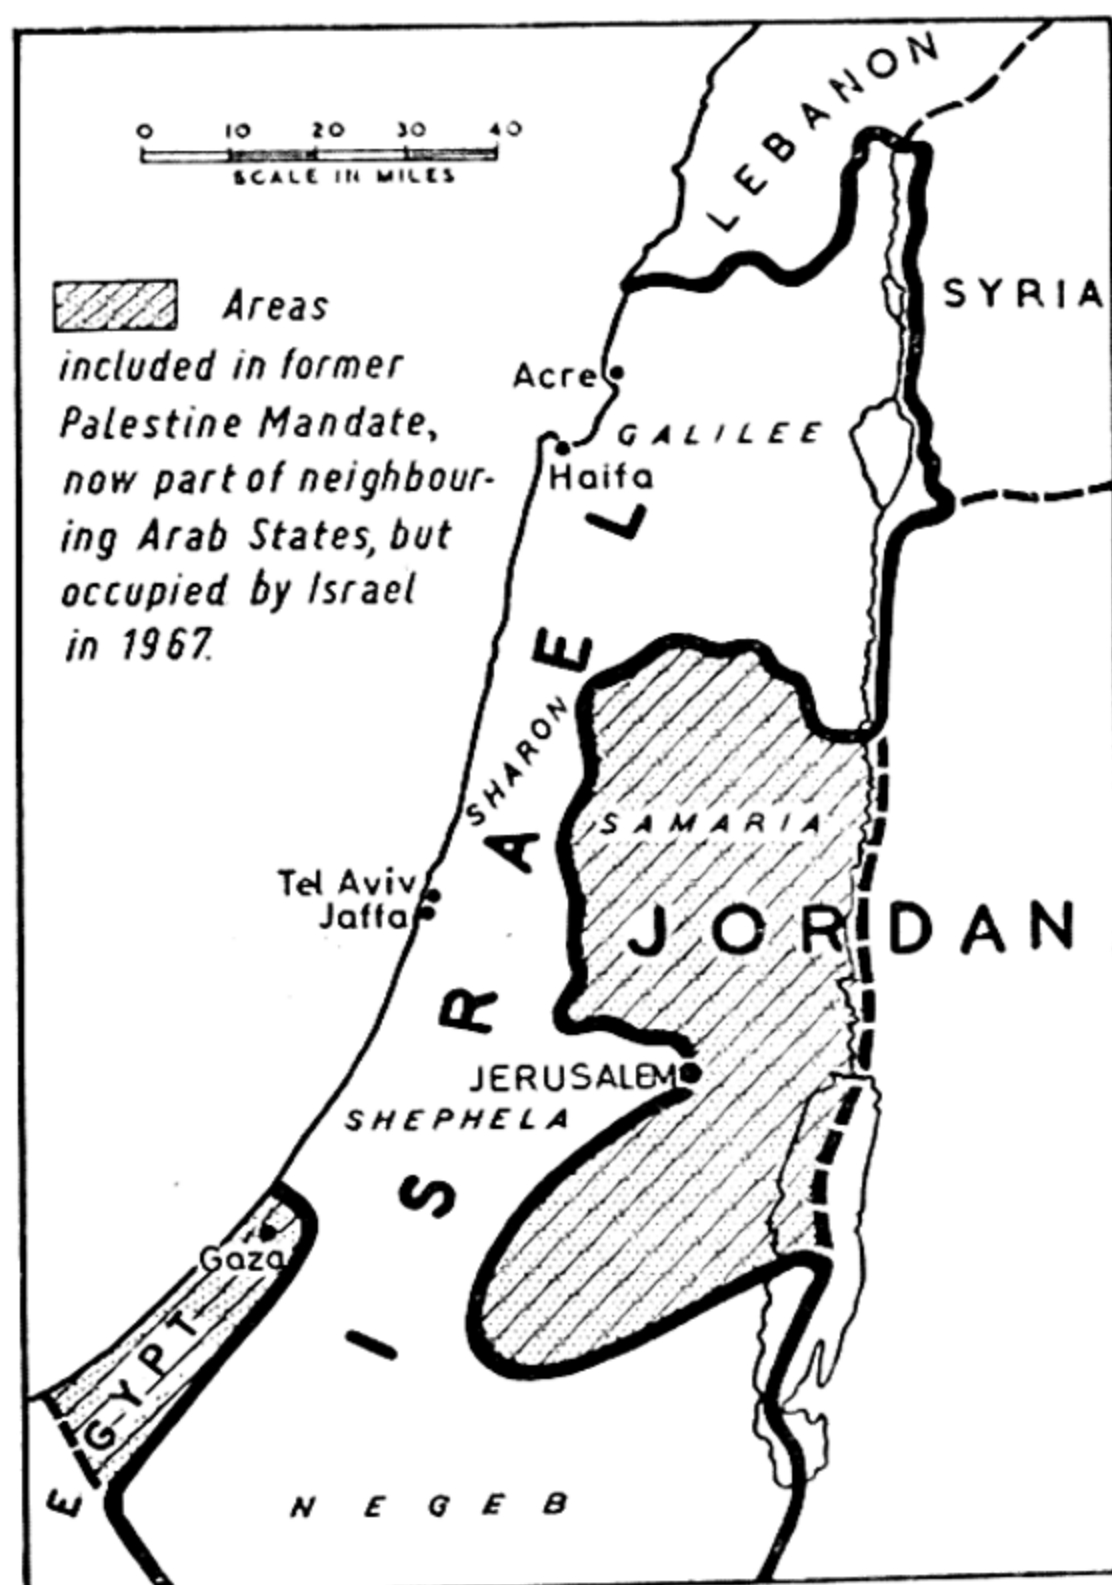 LEBANON
0 10 20 30 40
SCALE IN MILES
SYRIA
Areas
included in former
Palestine Mandate,
now part of neighbour-
ing Arab States, but
occupied by Israel
in 1967.
Acre
GALILEE
Haifa
ISRAEL
SHARON
SAMARIA
Tel Aviv
Jaffa
JORDAN
JERUSALEM
SHEPHELA
Gaza
EGYPT
NEGEB